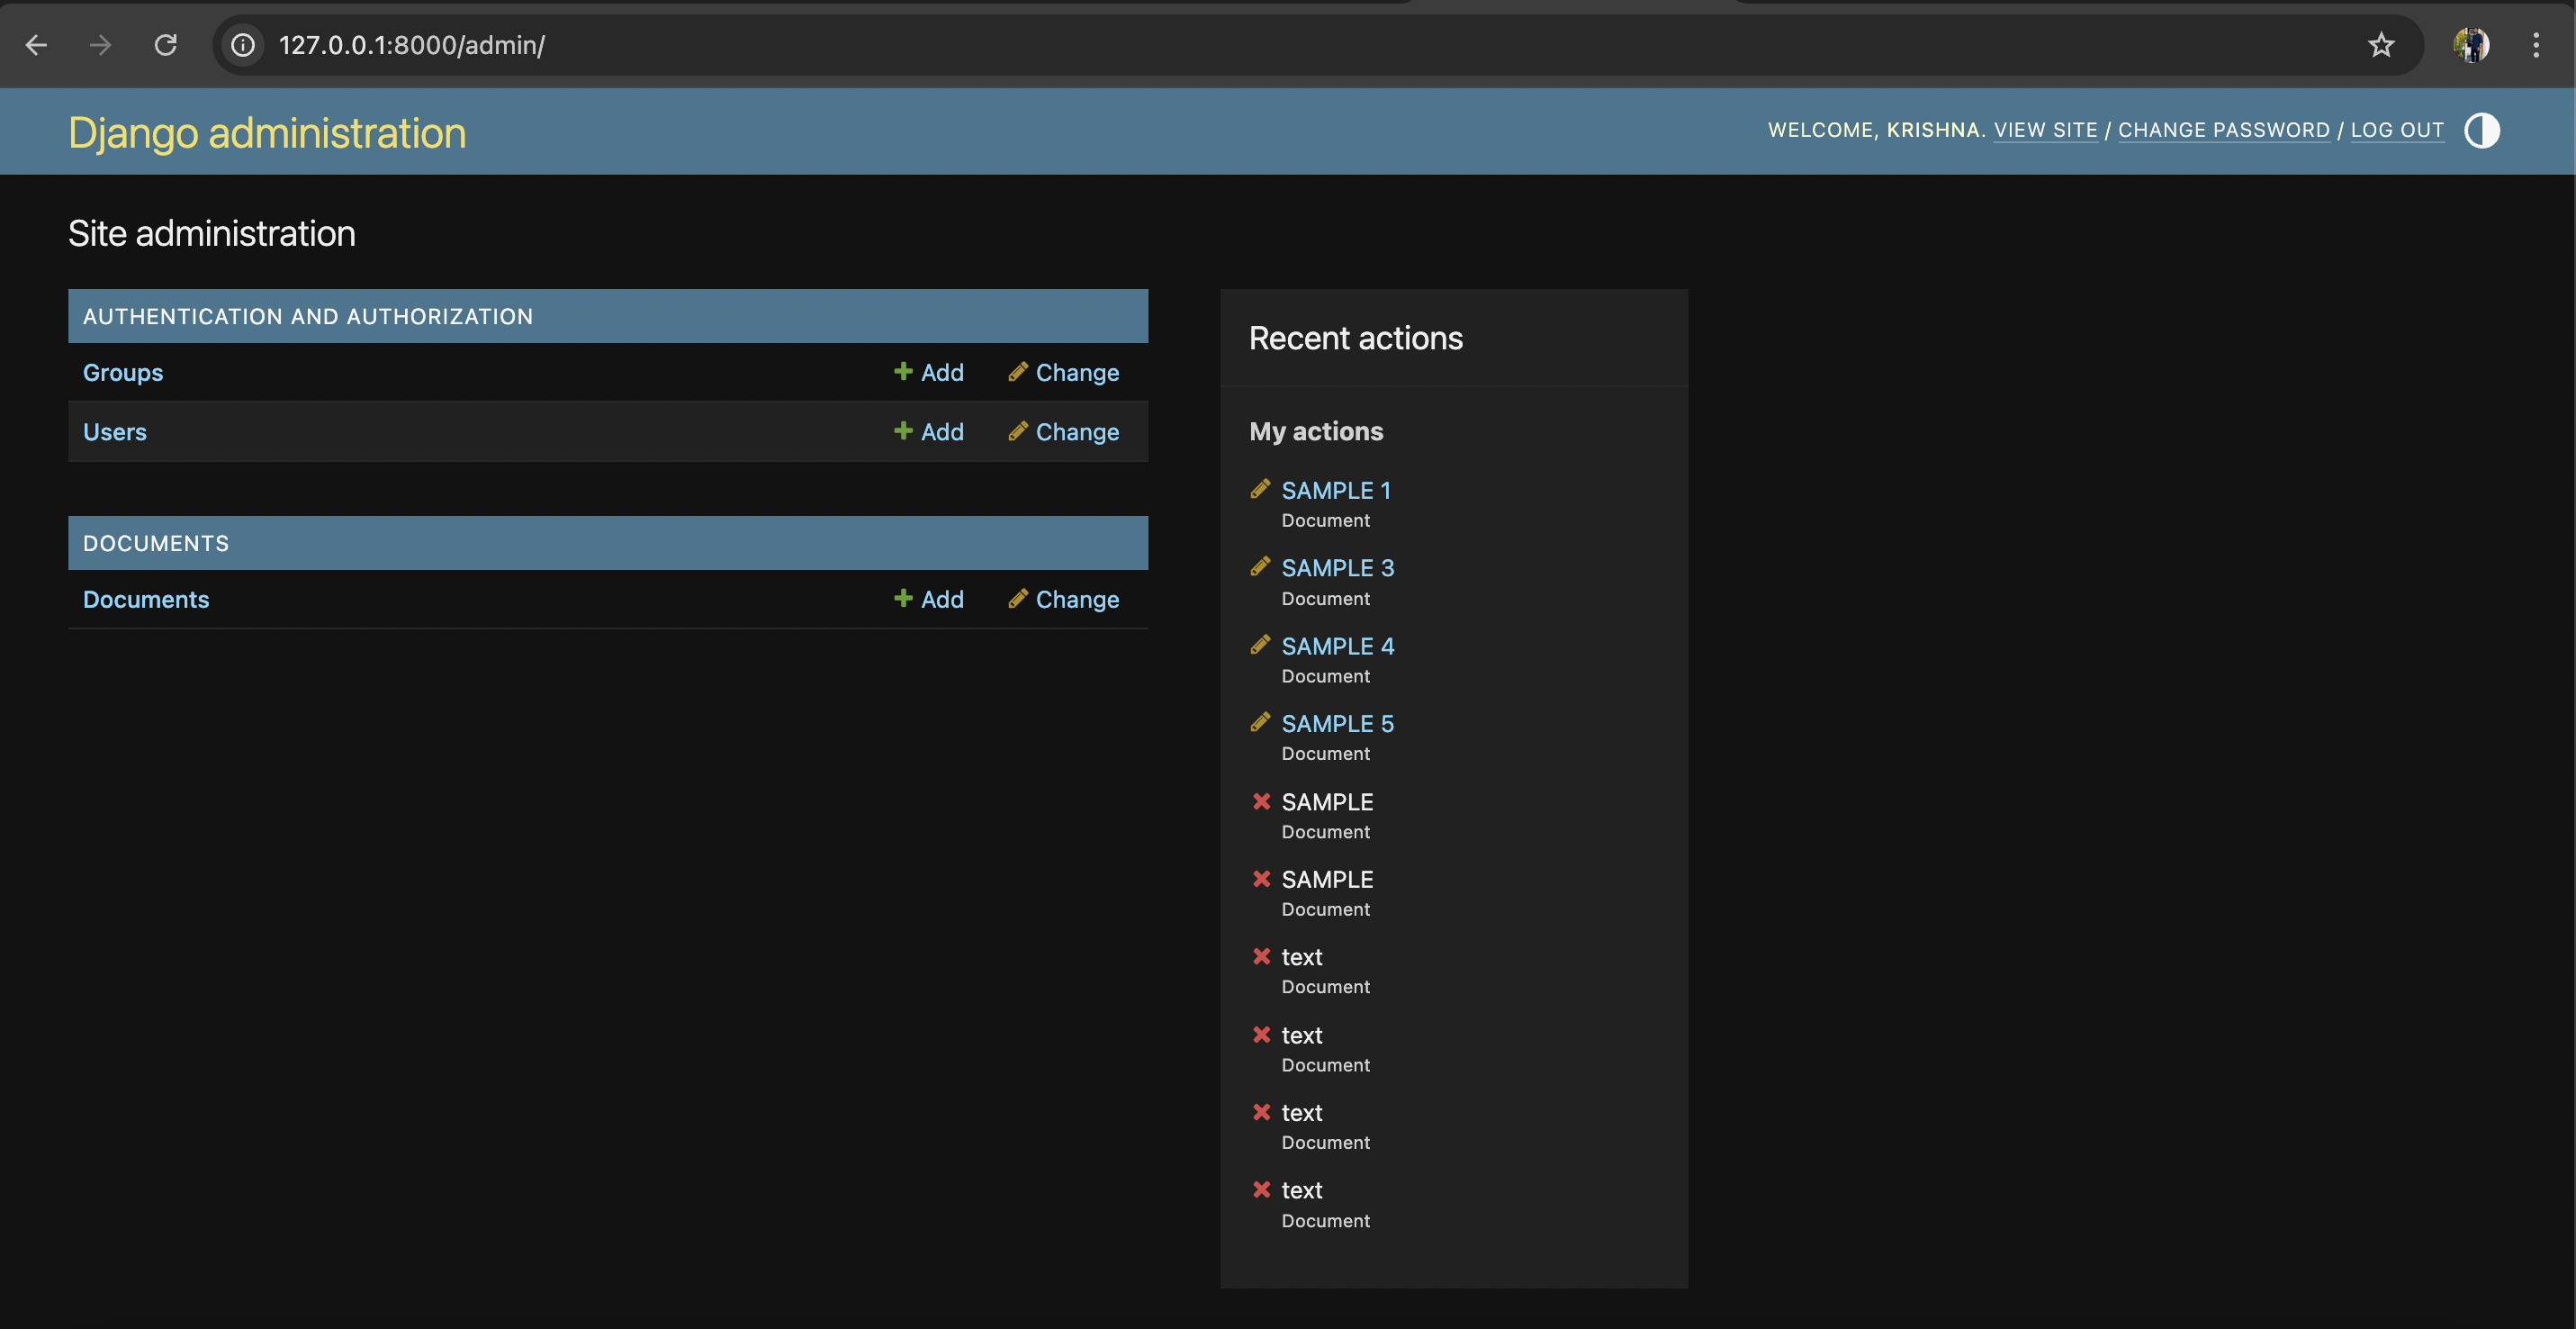 127.0.0.1:8000/admin/
Django administration
WELCOME, KRISHNA. VIEW SITE / CHANGE PASSWORD / LOG OUT
Site administration
AUTHENTICATION AND AUTHORIZATION
Groups Add Change
Users Add Change
DOCUMENTS
Documents Add Change
Recent actions
My actions
SAMPLE 1
Document
SAMPLE 3
Document
SAMPLE 4
Document
SAMPLE 5
Document
SAMPLE
Document
SAMPLE
Document
text
Document
text
Document
text
Document
text
Document